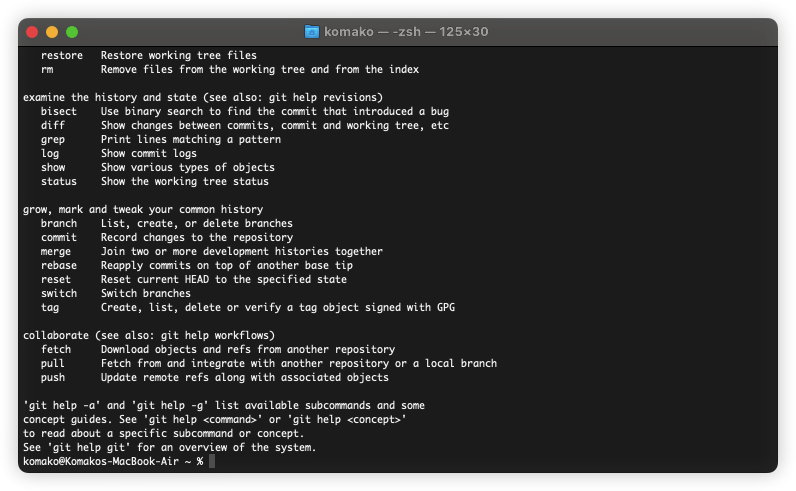 komako — -zsh — 125×30
restore   Restore working tree files
rm        Remove files from the working tree and from the index

examine the history and state (see also: git help revisions)
bisect    Use binary search to find the commit that introduced a bug
diff      Show changes between commits, commit and working tree, etc
grep      Print lines matching a pattern
log       Show commit logs
show      Show various types of objects
status    Show the working tree status

grow, mark and tweak your common history
branch    List, create, or delete branches
commit    Record changes to the repository
merge     Join two or more development histories together
rebase    Reapply commits on top of another base tip
reset     Reset current HEAD to the specified state
switch    Switch branches
tag       Create, list, delete or verify a tag object signed with GPG

collaborate (see also: git help workflows)
fetch     Download objects and refs from another repository
pull      Fetch from and integrate with another repository or a local branch
push      Update remote refs along with associated objects

'git help -a' and 'git help -g' list available subcommands and some
concept guides. See 'git help <command>' or 'git help <concept>'
to read about a specific subcommand or concept.
See 'git help git' for an overview of the system.
komako@Komakos-MacBook-Air ~ %